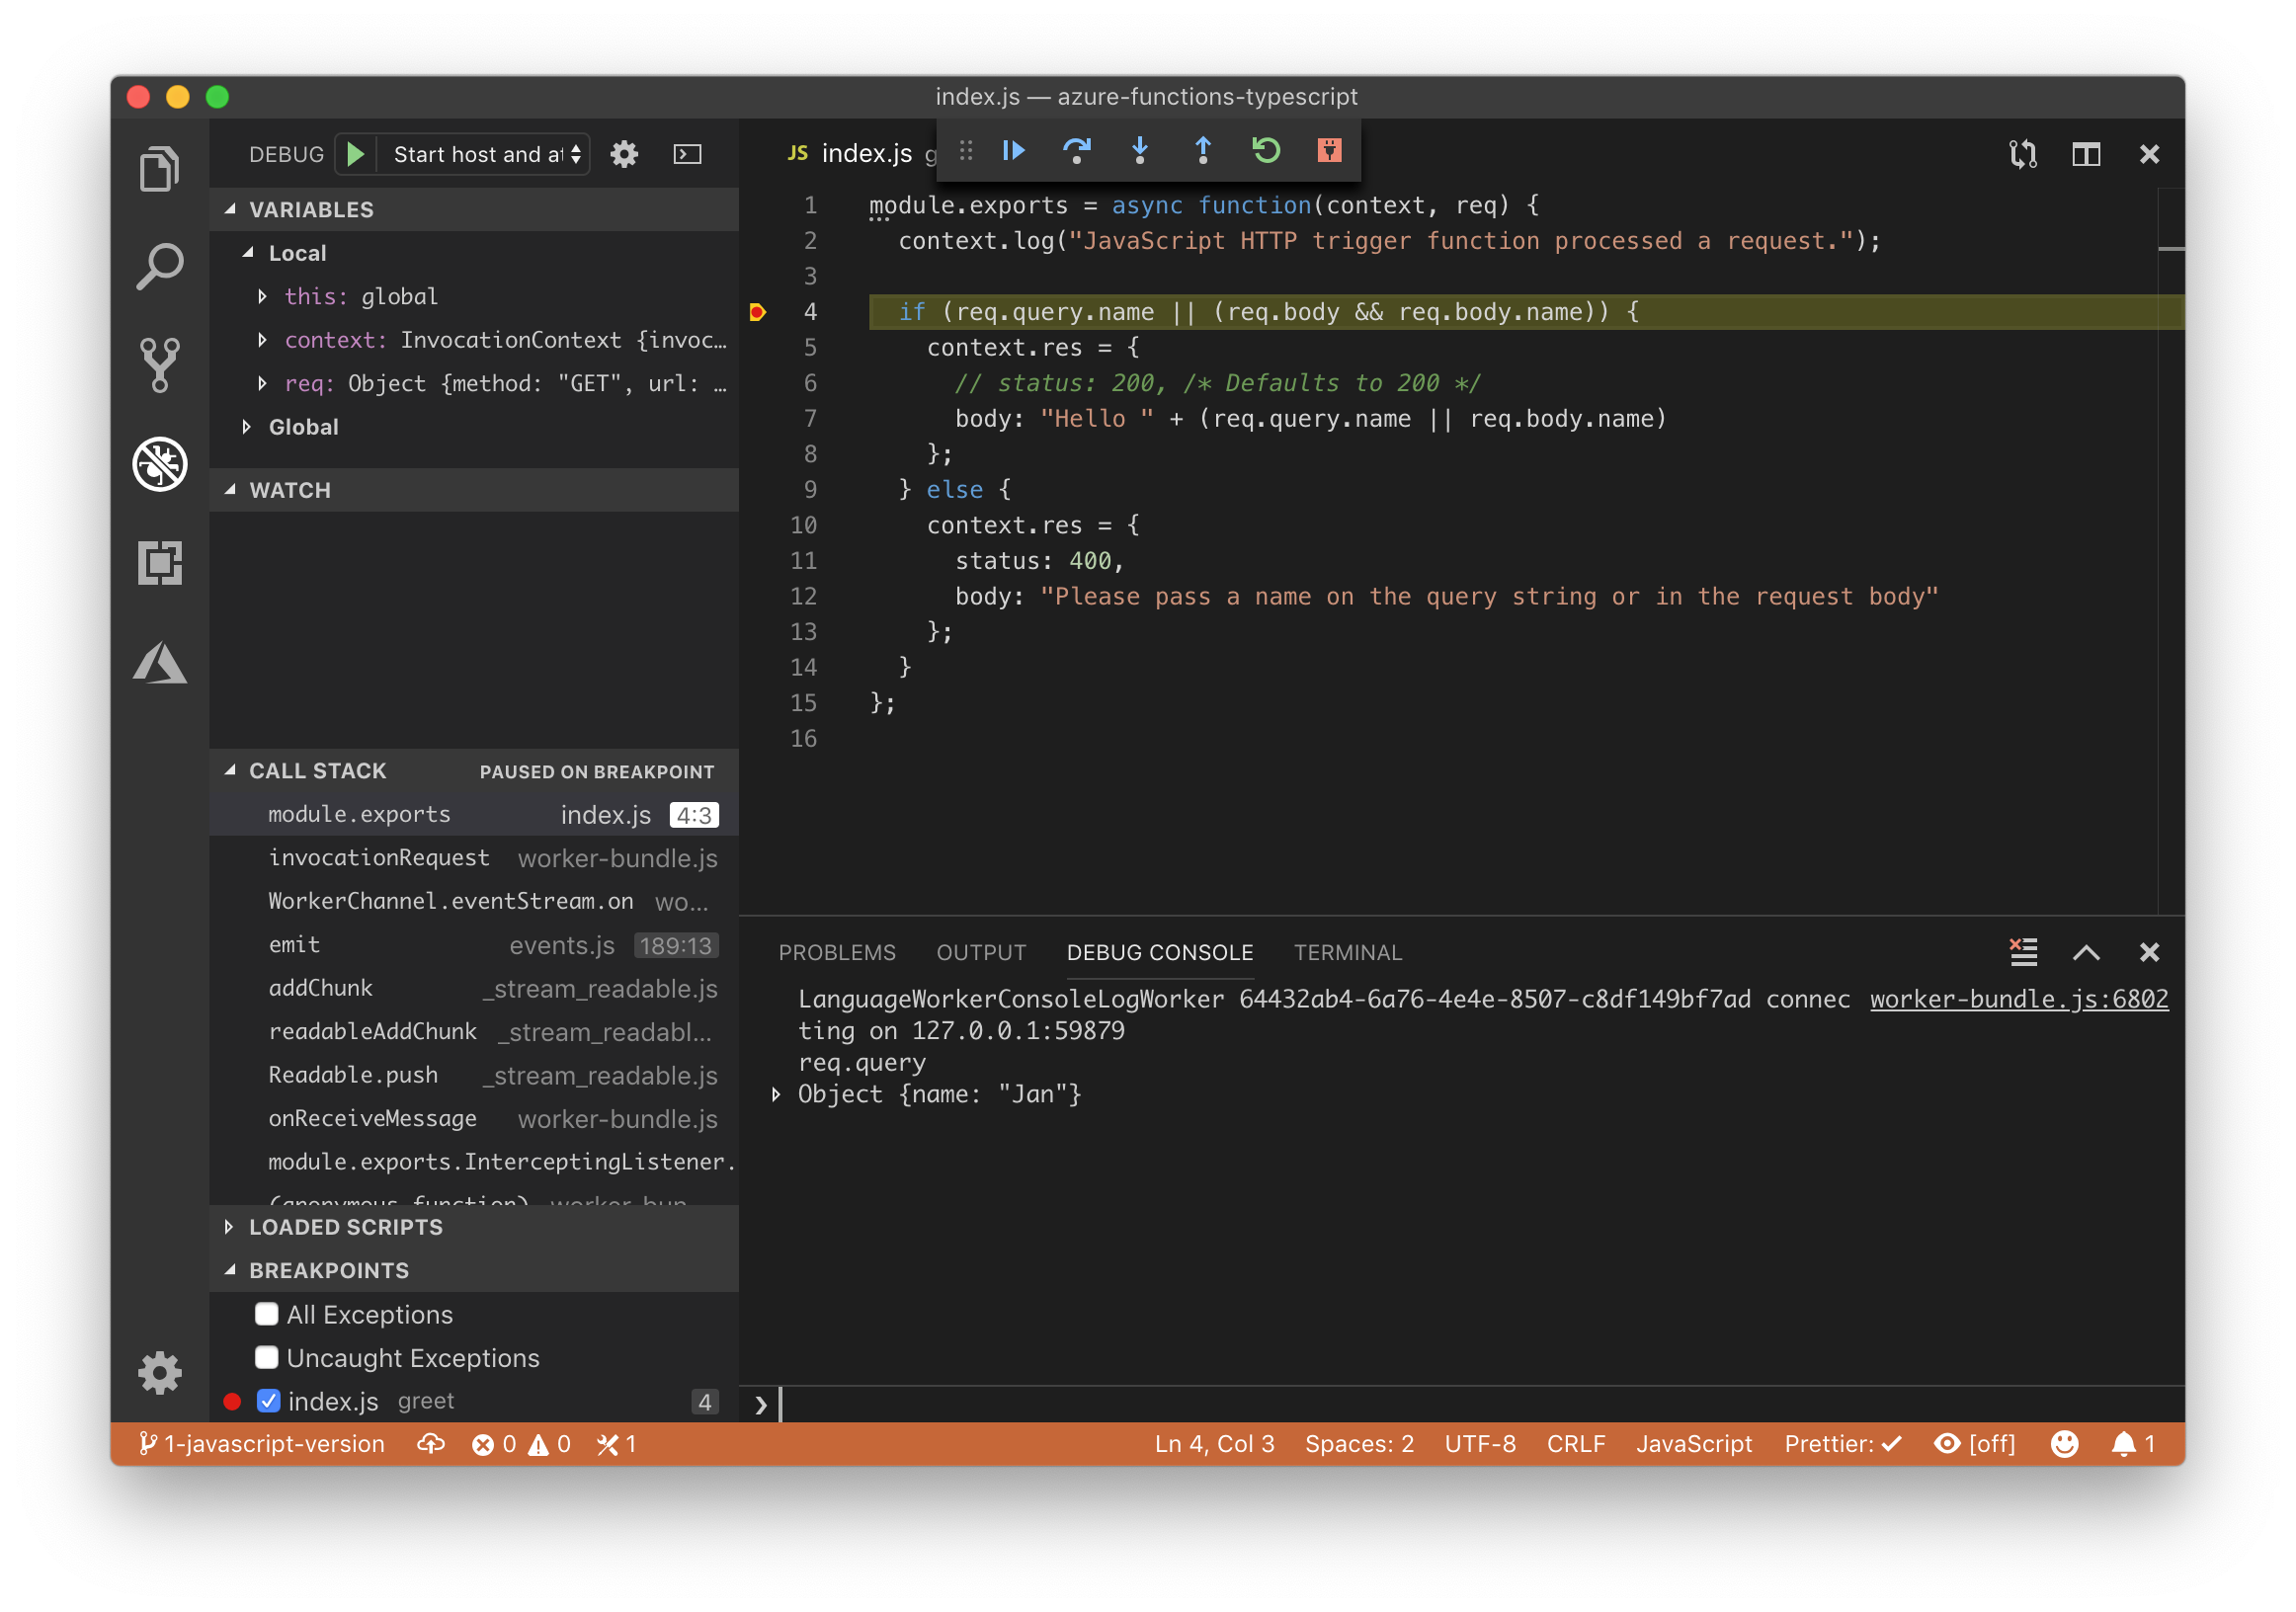 index.js — azure-functions-typescript
DEBUG Start host and at
VARIABLES
Local
this: global
context: InvocationContext {invoc…
req: Object {method: "GET", url: …
Global
WATCH
CALL STACK PAUSED ON BREAKPOINT
module.exports index.js 4:3
invocationRequest worker-bundle.js
WorkerChannel.eventStream.on wo…
emit events.js 189:13
addChunk _stream_readable.js
readableAddChunk _stream_readabl…
Readable.push _stream_readable.js
onReceiveMessage worker-bundle.js
module.exports.InterceptingListener.
(anonymous function) worker-bun
LOADED SCRIPTS
BREAKPOINTS
All Exceptions
Uncaught Exceptions
index.js greet 4
JS index.js g
1 module.exports = async function(context, req) {
2 context.log("JavaScript HTTP trigger function processed a request.");
3
4 if (req.query.name || (req.body && req.body.name)) {
5 context.res = {
6 // status: 200, /* Defaults to 200 */
7 body: "Hello " + (req.query.name || req.body.name)
8 };
9 } else {
10 context.res = {
11 status: 400,
12 body: "Please pass a name on the query string or in the request body"
13 };
14 }
15 };
16
PROBLEMS OUTPUT DEBUG CONSOLE TERMINAL
LanguageWorkerConsoleLogWorker 64432ab4-6a76-4e4e-8507-c8df149bf7ad connec worker-bundle.js:6802
ting on 127.0.0.1:59879
req.query
Object {name: "Jan"}
1-javascript-version 0 0 1 Ln 4, Col 3 Spaces: 2 UTF-8 CRLF JavaScript Prettier: ✓ [off] 1